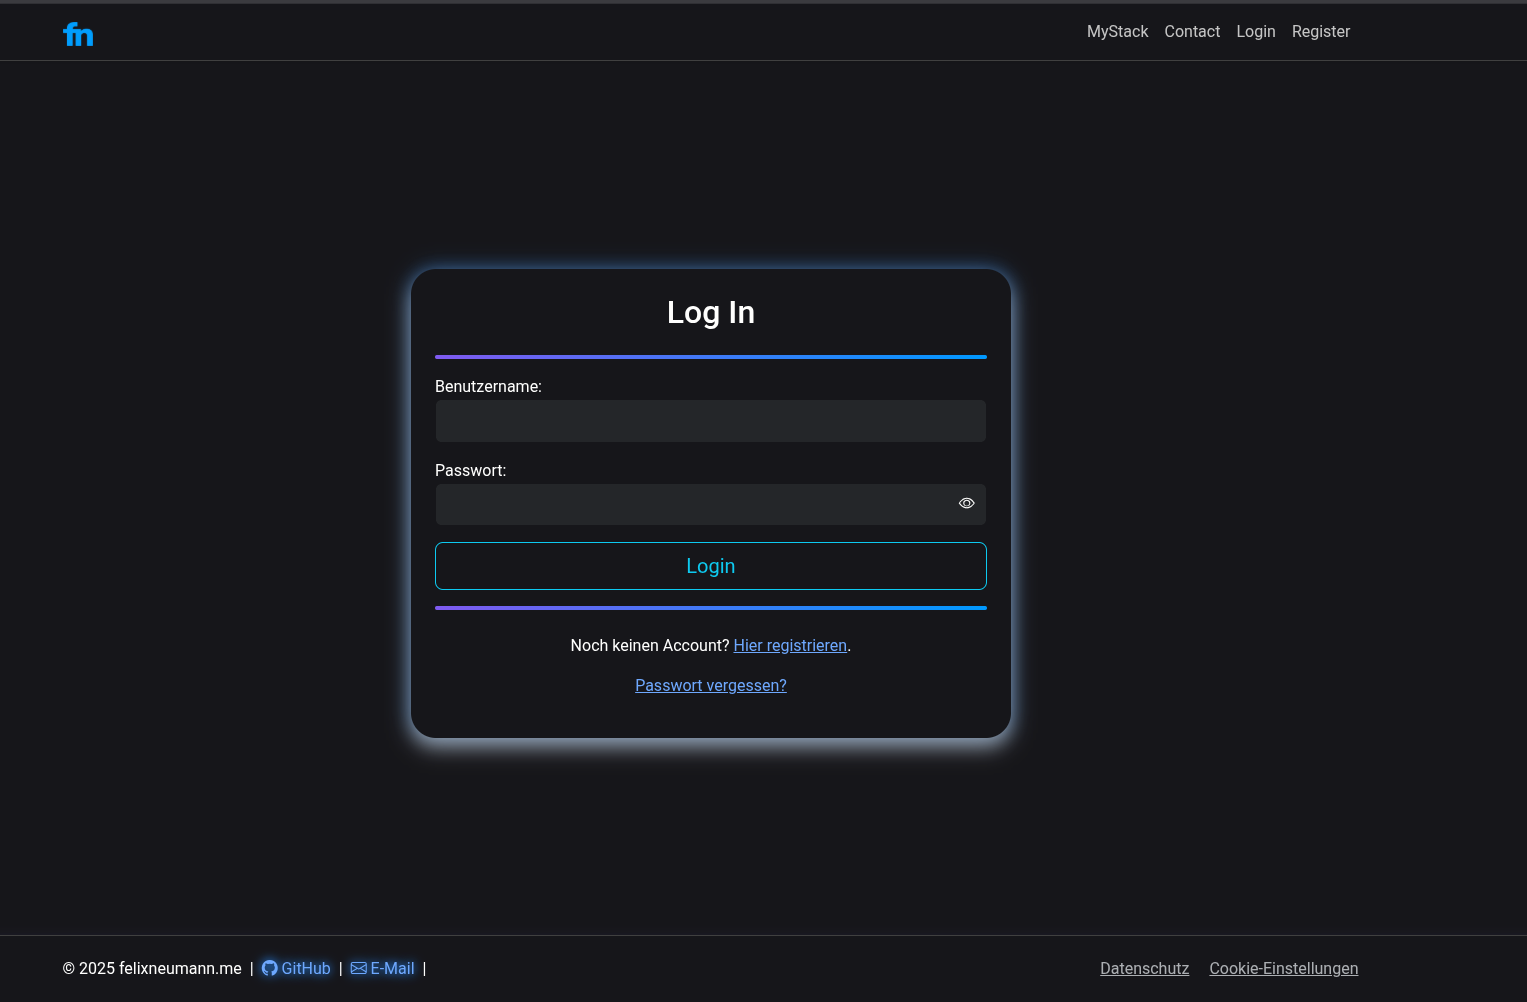 fn MyStack Contact Login Register
Log In
Benutzername:
Passwort:
Login
Noch keinen Account? Hier registrieren.
Passwort vergessen?
© 2025 felixneumann.me | GitHub | E-Mail | Datenschutz Cookie-Einstellungen